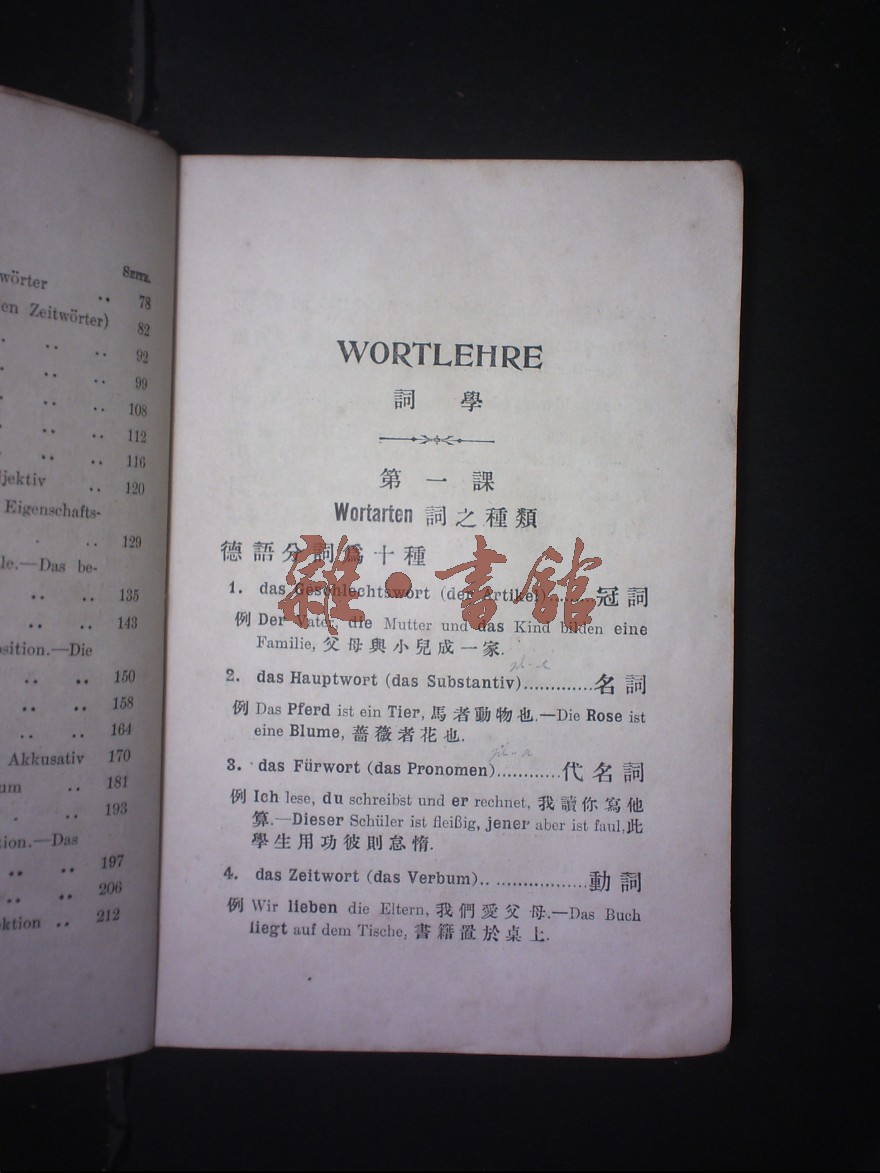 SEITE.
wörter .. 78
en Zeitwörter) 82
. .. .. 92
. .. .. 99
. .. .. 108
. .. .. 112
. .. .. 116
jektiv .. 120
Eigenschafts-
. .. 129
le.—Das be-
.. .. 135
.. .. 143
sition.—Die
.. .. 150
.. .. 158
.. .. 164
Akkusativ 170
um .. 181
. .. 193
tion.—Das
.. .. 197
.. .. 206
ektion .. 212
WORTLEHRE
詞學
第一課
Wortarten 詞之種類
德語分詞爲十種
1. das Geschlechtswort (der Artikel)......冠詞
例 Der Vater, die Mutter und das Kind bilden eine
Familie, 父母與小兒成一家.
2. das Hauptwort (das Substantiv).............名詞
例 Das Pferd ist ein Tier, 馬者動物也.—Die Rose ist
eine Blume, 薔薇者花也.
3. das Fürwort (das Pronomen)............代名詞
例 Ich lese, du schreibst und er rechnet, 我讀你寫他
算.—Dieser Schüler ist fleißig, jener aber ist faul, 此
學生用功彼則怠惰.
4. das Zeitwort (das Verbum).. .................動詞
例 Wir lieben die Eltern, 我們愛父母.—Das Buch
liegt auf dem Tische, 書籍置於桌上.
雜·書館